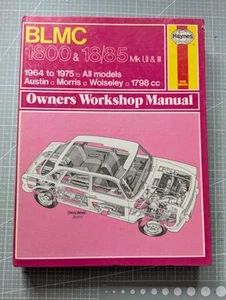 BLMC
Haynes
1800 & 18/85 Mk I,II & III
1964 to 1975 □ All models
Austin □ Morris □ Wolseley □ 1798 cc
Owners Workshop Manual